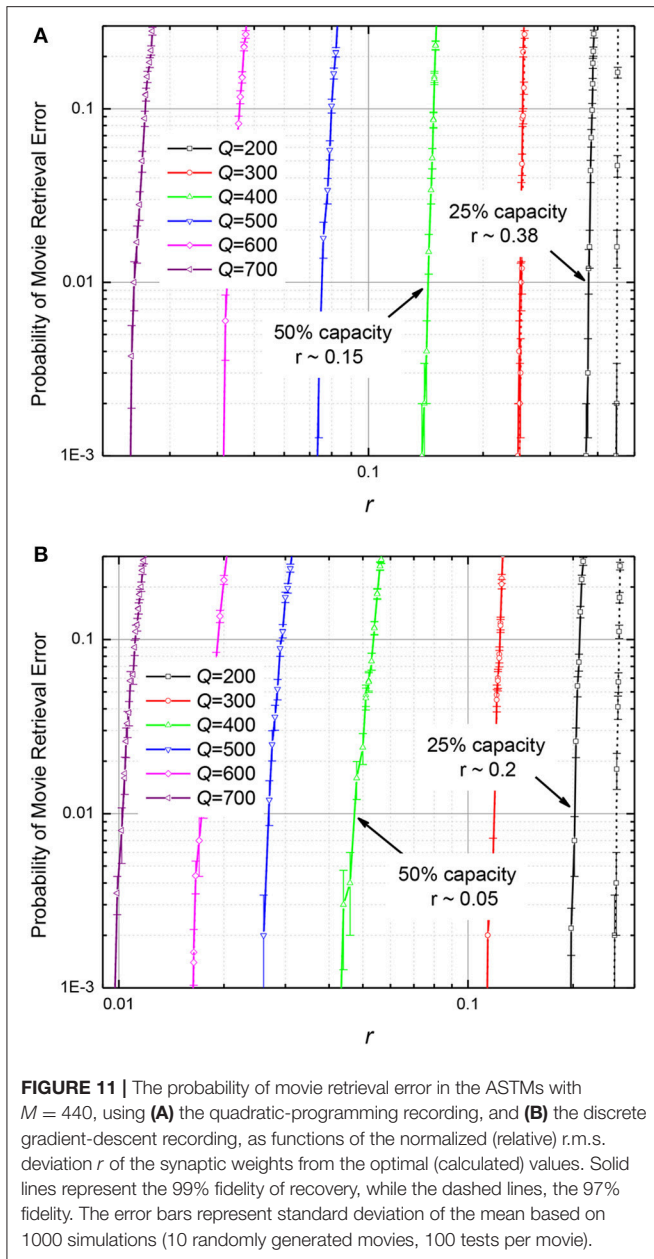 A
Probability of Movie Retrieval Error
0.1
0.01
1E-3
Q=200
Q=300
Q=400
Q=500
Q=600
Q=700
25% capacity
r ~ 0.38
50% capacity
r ~ 0.15
0.1
r
B
Probability of Movie Retrieval Error
0.1
0.01
1E-3
Q=200
Q=300
Q=400
Q=500
Q=600
Q=700
25% capacity
r ~ 0.2
50% capacity
r ~ 0.05
0.01
0.1
r
FIGURE 11 | The probability of movie retrieval error in the ASTMs with
M = 440, using (A) the quadratic-programming recording, and (B) the discrete
gradient-descent recording, as functions of the normalized (relative) r.m.s.
deviation r of the synaptic weights from the optimal (calculated) values. Solid
lines represent the 99% fidelity of recovery, while the dashed lines, the 97%
fidelity. The error bars represent standard deviation of the mean based on
1000 simulations (10 randomly generated movies, 100 tests per movie).